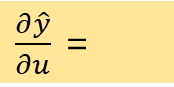 ∂ŷ/∂u =